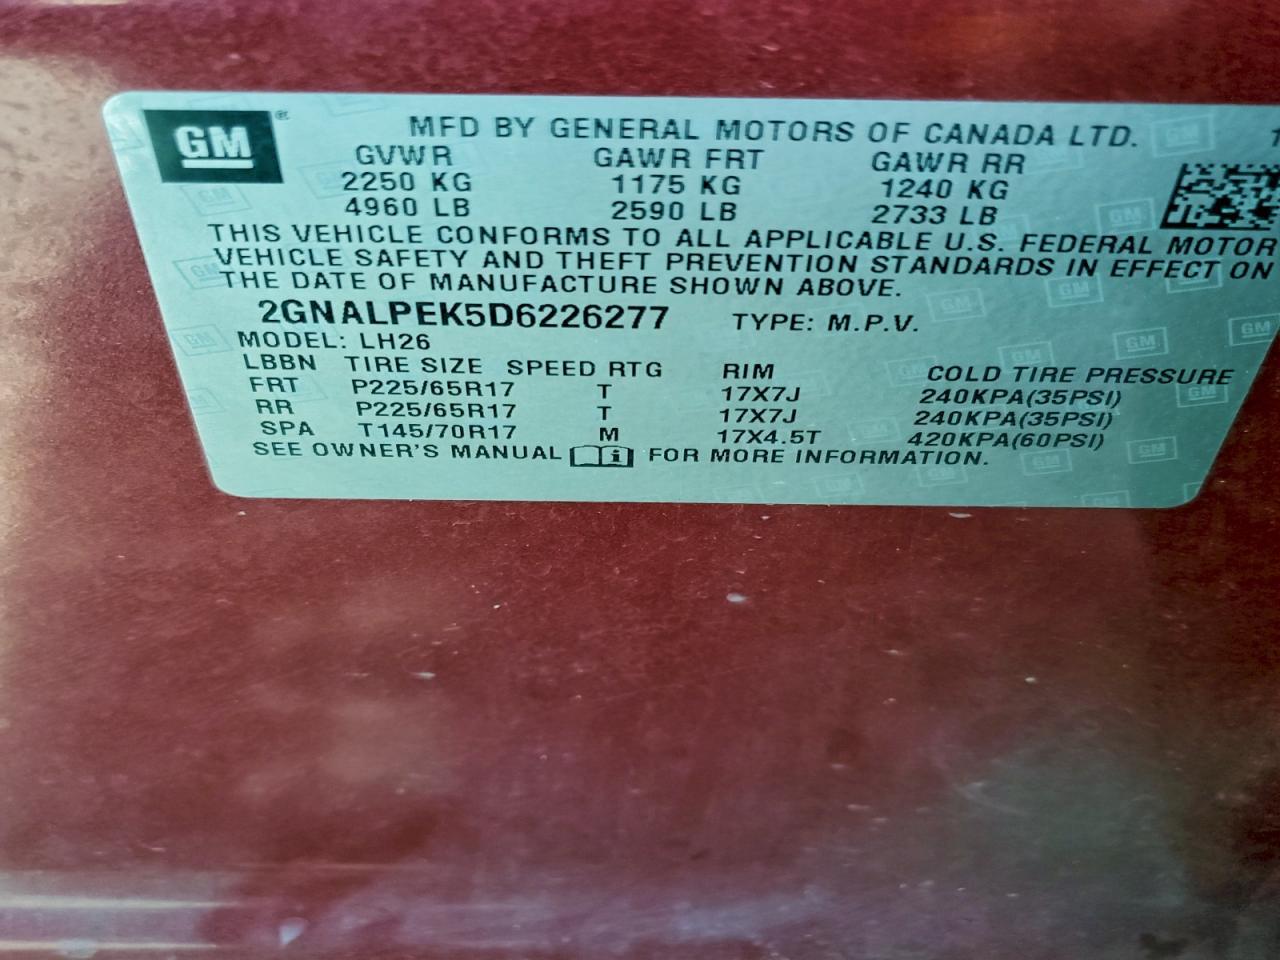 GM® MFD BY GENERAL MOTORS OF CANADA LTD. 1
GVWR GAWR FRT GAWR RR
2250 KG 1175 KG 1240 KG
4960 LB 2590 LB 2733 LB
THIS VEHICLE CONFORMS TO ALL APPLICABLE U.S. FEDERAL MOTOR
VEHICLE SAFETY AND THEFT PREVENTION STANDARDS IN EFFECT ON
THE DATE OF MANUFACTURE SHOWN ABOVE.
2GNALPEK5D6226277 TYPE: M.P.V.
MODEL: LH26
LBBN TIRE SIZE SPEED RTG RIM COLD TIRE PRESSURE
FRT P225/65R17 T 17X7J 240KPA(35PSI)
RR P225/65R17 T 17X7J 240KPA(35PSI)
SPA T145/70R17 M 17X4.5T 420KPA(60PSI)
SEE OWNER'S MANUAL FOR MORE INFORMATION.